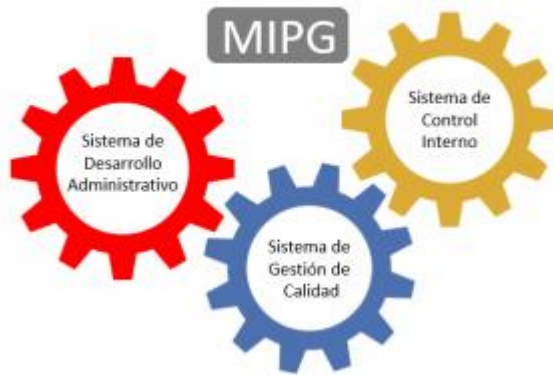 MIPG
Sistema de
Desarrollo
Administrativo
Sistema de
Control
Interno
Sistema de
Gestión de
Calidad